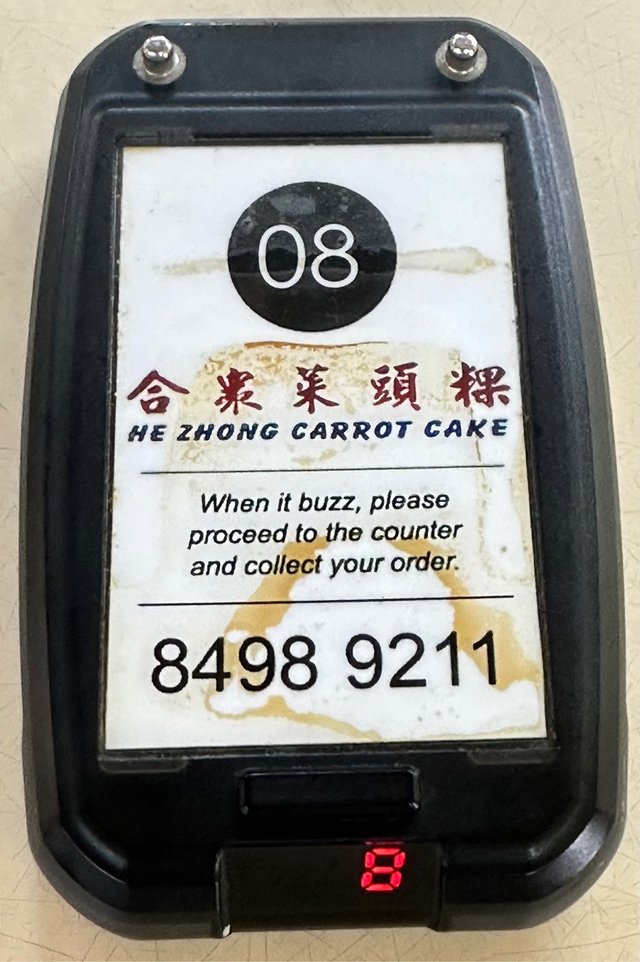 08
合眾菜頭粿
HE ZHONG CARROT CAKE
When it buzz, please
proceed to the counter
and collect your order.
8498 9211
8